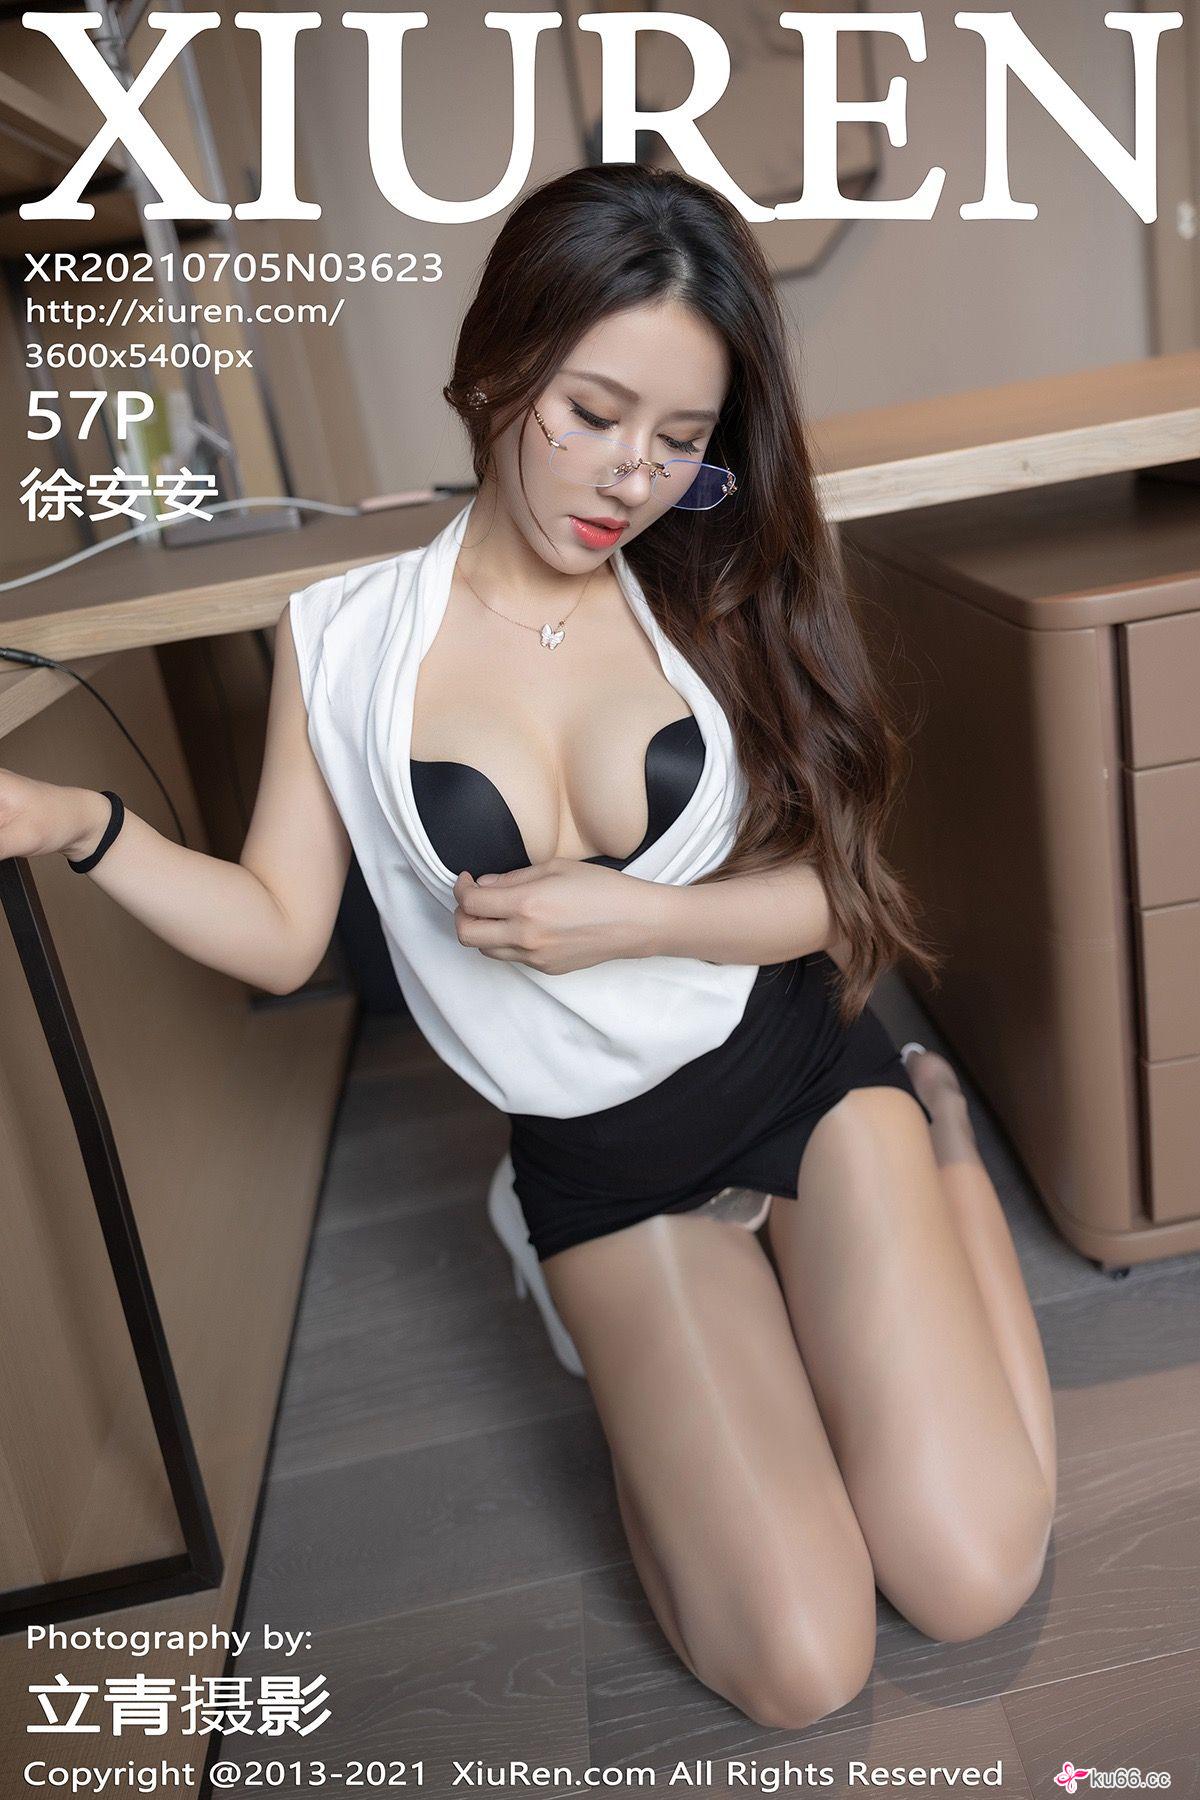 XIUREN
XR20210705N03623
http://xiuren.com/
3600x5400px
57P
徐安安
Photography by:
立青摄影
Copyright @2013-2021 XiuRen.com All Rights Reserved
ku66.cc